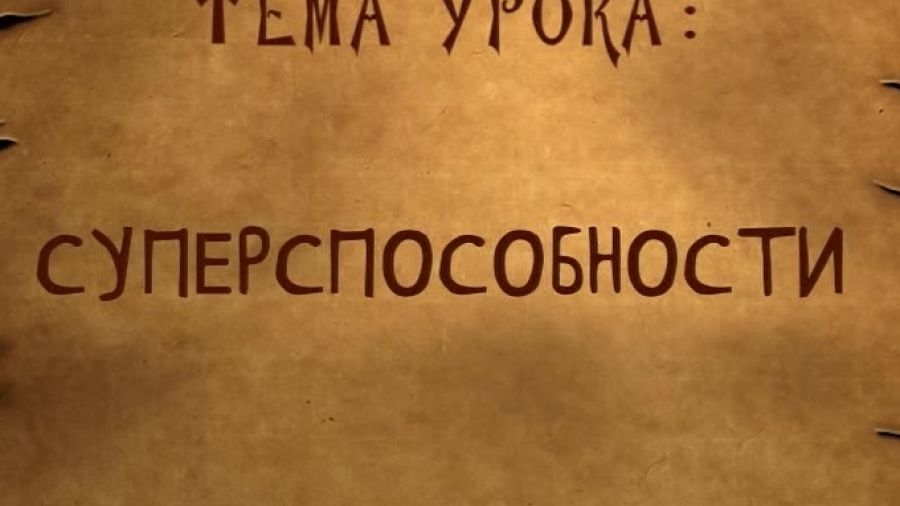 ТЕМА УРОКА:
СУПЕРСПОСОБНОСТИ